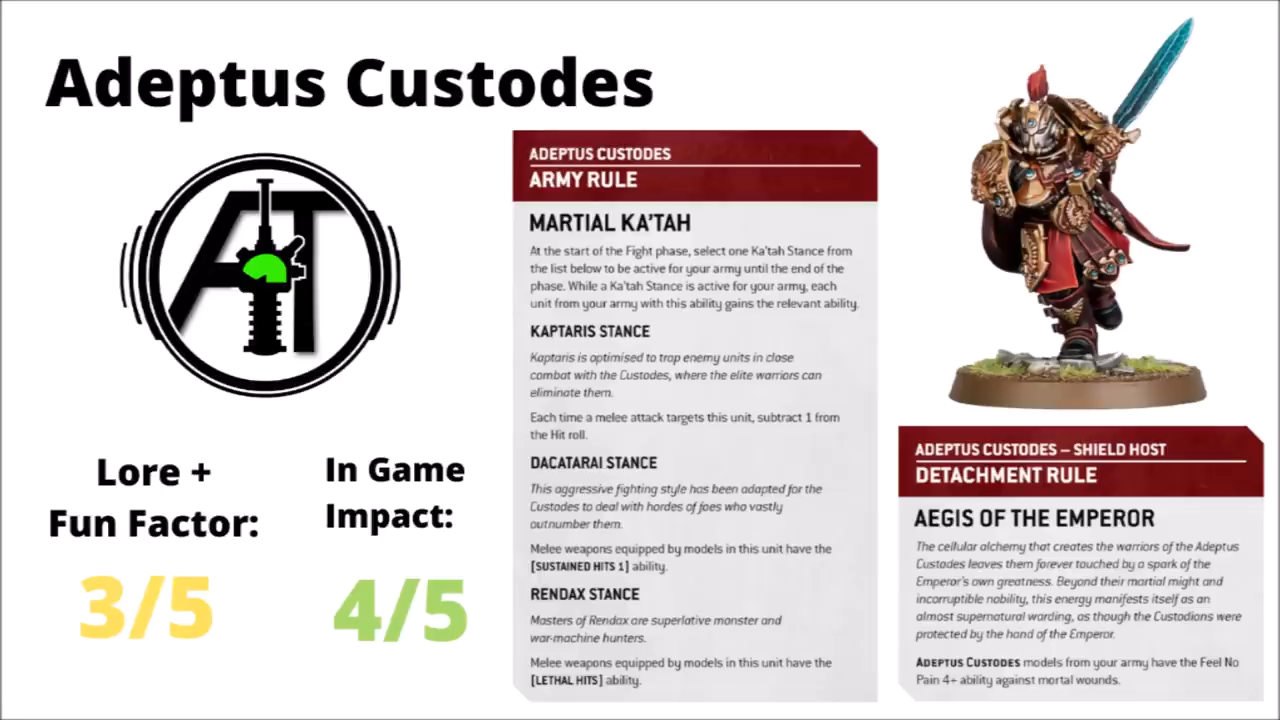 Adeptus Custodes
AT
Lore +
Fun Factor:
3/5
In Game
Impact:
4/5
ADEPTUS CUSTODES
ARMY RULE
MARTIAL KA'TAH
At the start of the Fight phase, select one Ka'tah Stance from
the list below to be active for your army until the end of the
phase. While a Ka'tah Stance is active for your army, each
unit from your army with this ability gains the relevant ability.
KAPTARIS STANCE
Kaptaris is optimised to trap enemy units in close
combat with the Custodes, where the elite warriors can
eliminate them.
Each time a melee attack targets this unit, subtract 1 from
the Hit roll.
DACATARAI STANCE
This aggressive fighting style has been adapted for the
Custodes to deal with hordes of foes who vastly
outnumber them.
Melee weapons equipped by models in this unit have the
[SUSTAINED HITS 1] ability.
RENDAX STANCE
Masters of Rendax are superlative monster and
war-machine hunters.
Melee weapons equipped by models in this unit have the
[LETHAL HITS] ability.
ADEPTUS CUSTODES – SHIELD HOST
DETACHMENT RULE
AEGIS OF THE EMPEROR
The cellular alchemy that creates the warriors of the Adeptus
Custodes leaves them forever touched by a spark of the
Emperor's own greatness. Beyond their martial might and
incorruptible nobility, this energy manifests itself as an
almost supernatural warding, as though the Custodians were
protected by the hand of the Emperor.
ADEPTUS CUSTODES models from your army have the Feel No
Pain 4+ ability against mortal wounds.